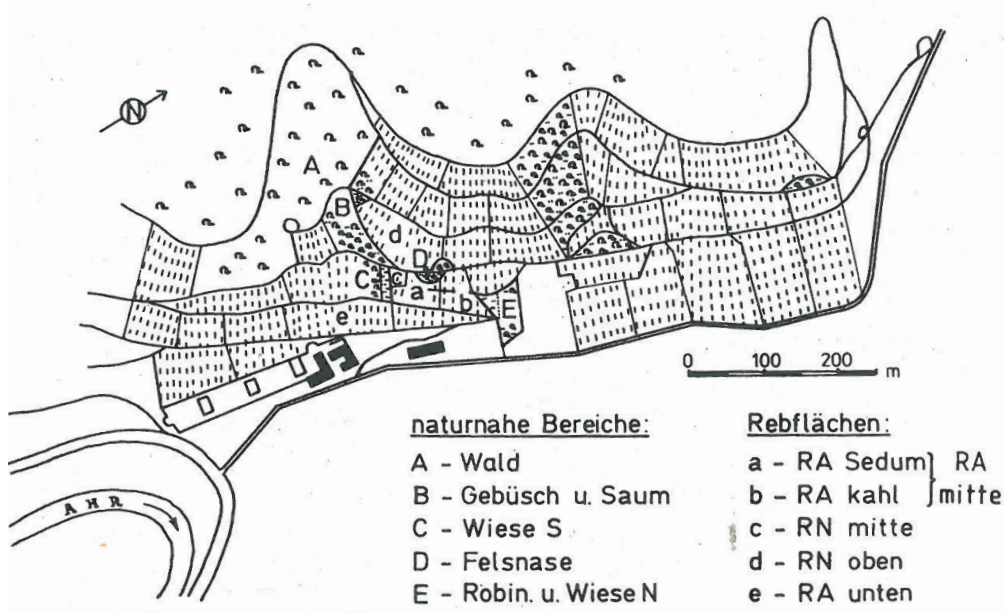 N
A
B
d
D
C
c
a
b
E
e
0 100 200 m
AHR
naturnahe Bereiche:
A - Wald
B - Gebüsch u. Saum
C - Wiese S
D - Felsnase
E - Robin. u. Wiese N
Rebflächen:
a - RA Sedum } RA
b - RA kahl } mitte
c - RN mitte
d - RN oben
e - RA unten